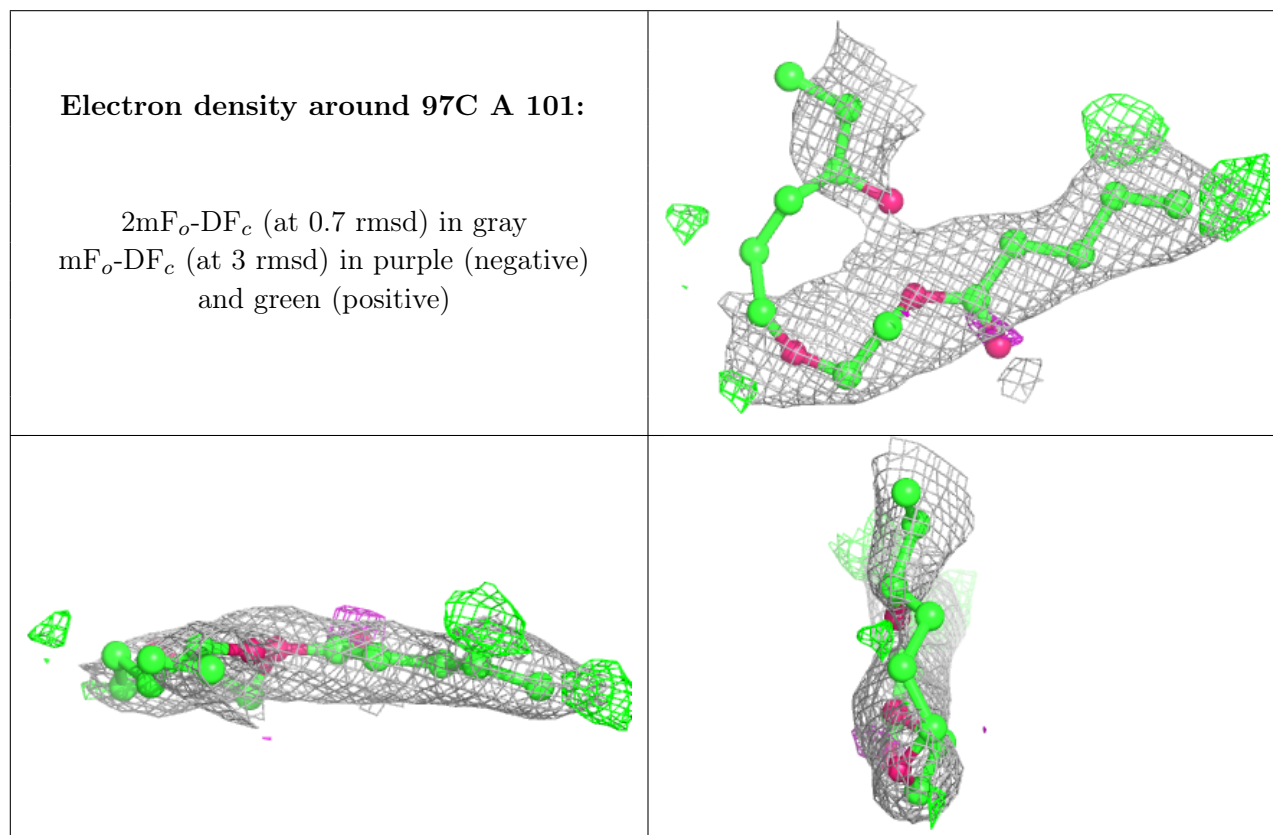 Electron density around 97C A 101:
2mFₒ-DF𝒸 (at 0.7 rmsd) in gray
mFₒ-DF𝒸 (at 3 rmsd) in purple (negative)
and green (positive)